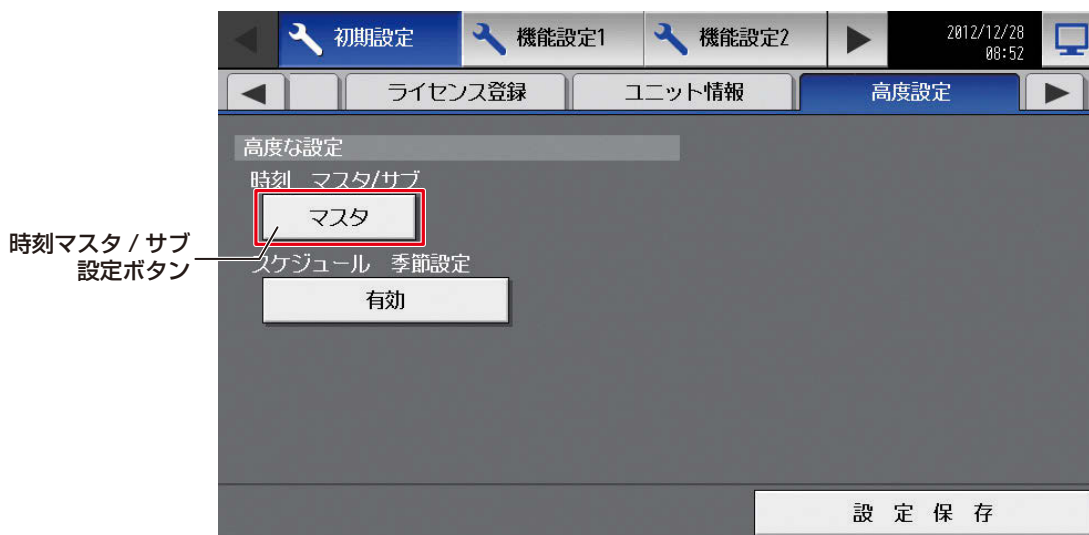 初期設定
機能設定1
機能設定2
2012/12/28
08:52
ライセンス登録
ユニット情報
高度設定
高度な設定
時刻 マスタ/サブ
マスタ
時刻マスタ / サブ
設定ボタン
スケジュール 季節設定
有効
設 定 保 存